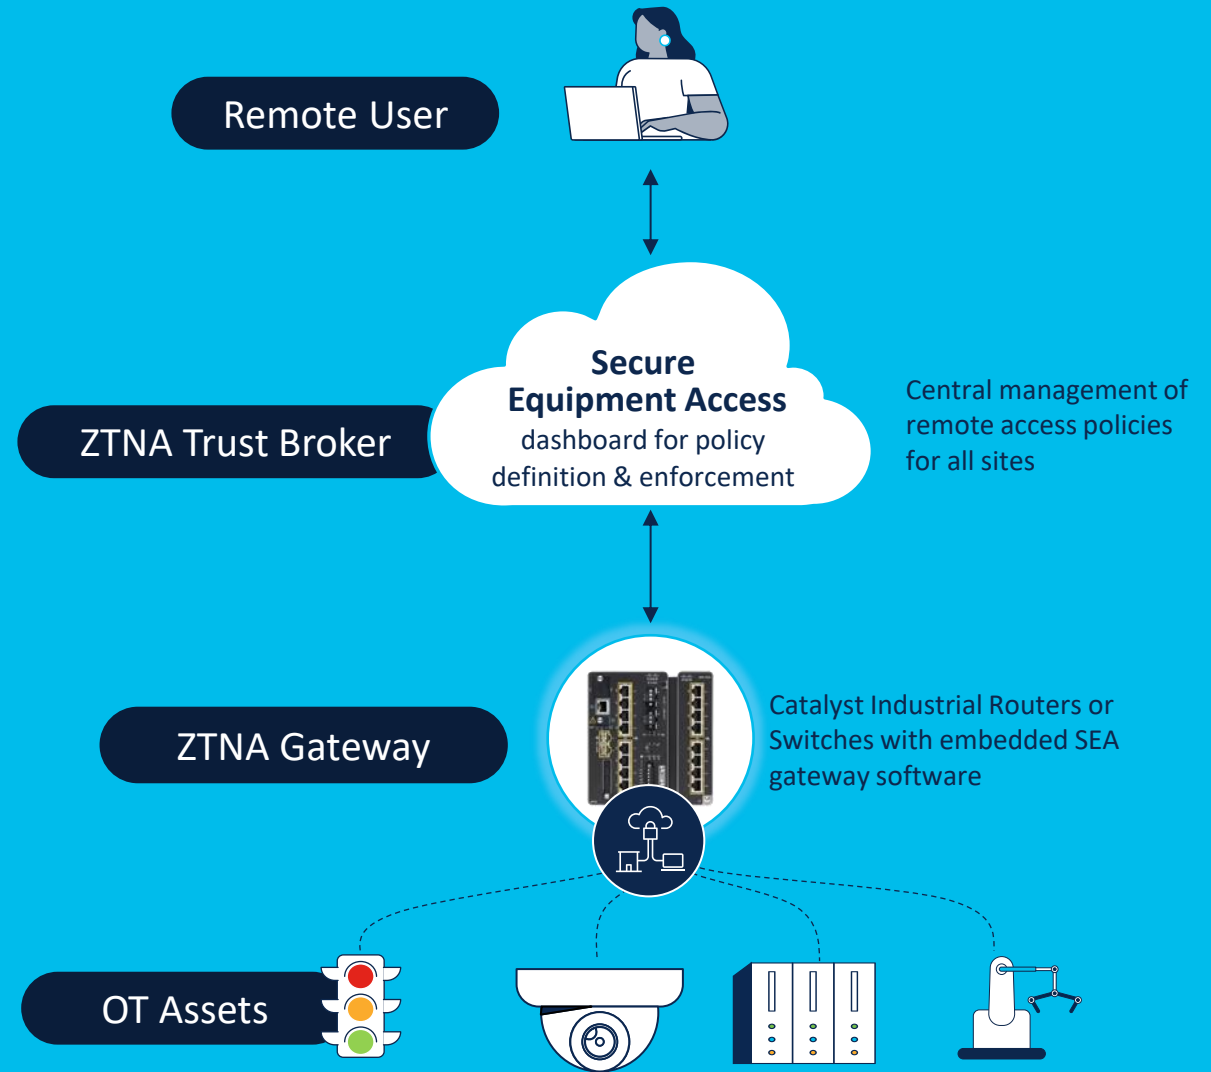 Remote User
Secure
Equipment Access
dashboard for policy
definition & enforcement
ZTNA Trust Broker
Central management of
remote access policies
for all sites
ZTNA Gateway
Catalyst Industrial Routers or
Switches with embedded SEA
gateway software
OT Assets